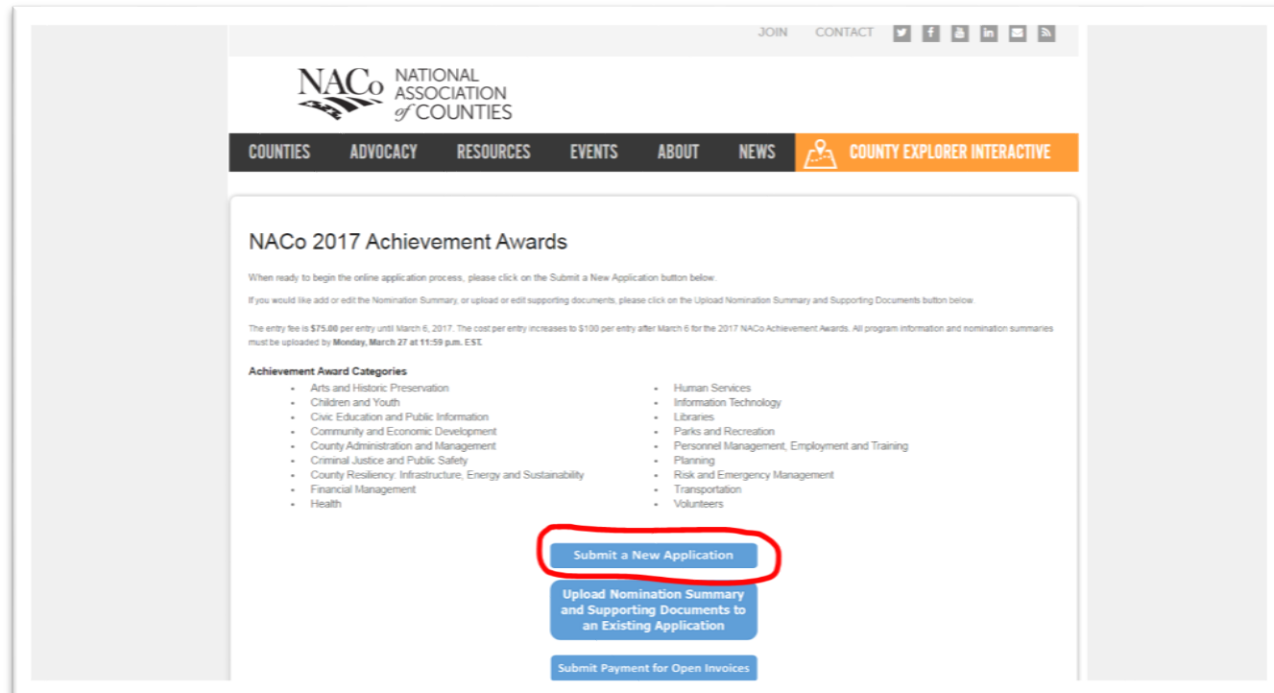 JOIN CONTACT
NACo NATIONAL
ASSOCIATION
of COUNTIES
COUNTIES ADVOCACY RESOURCES EVENTS ABOUT NEWS COUNTY EXPLORER INTERACTIVE
NACo 2017 Achievement Awards
When ready to begin the online application process, please click on the Submit a New Application button below.
If you would like add or edit the Nomination Summary, or upload or edit supporting documents, please click on the Upload Nomination Summary and Supporting Documents button below.
The entry fee is $75.00 per entry until March 6, 2017. The cost per entry increases to $100 per entry after March 6 for the 2017 NACo Achievement Awards. All program information and nomination summaries
must be uploaded by Monday, March 27 at 11:59 p.m. EST.
Achievement Award Categories
• Arts and Historic Preservation
• Children and Youth
• Civic Education and Public Information
• Community and Economic Development
• County Administration and Management
• Criminal Justice and Public Safety
• County Resiliency: Infrastructure, Energy and Sustainability
• Financial Management
• Health
• Human Services
• Information Technology
• Libraries
• Parks and Recreation
• Personnel Management, Employment and Training
• Planning
• Risk and Emergency Management
• Transportation
• Volunteers
Submit a New Application
Upload Nomination Summary
and Supporting Documents to
an Existing Application
Submit Payment for Open Invoices